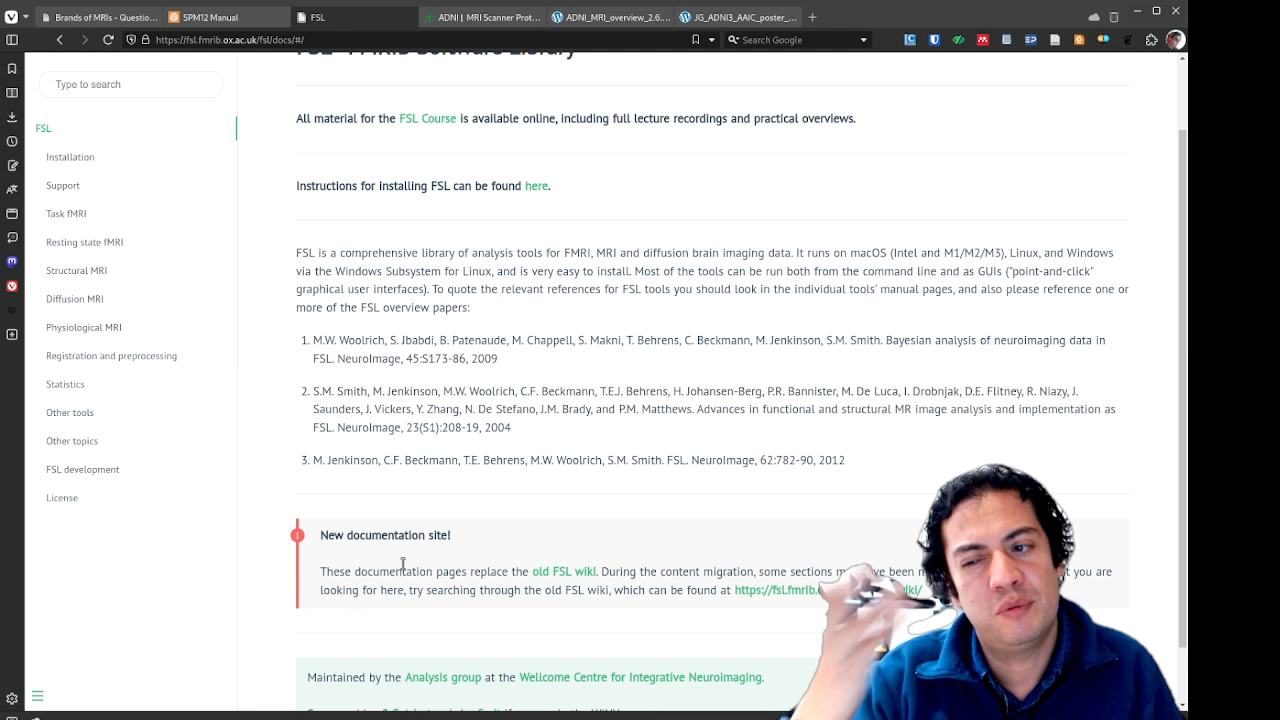 Brands of MRIs - Questio...
SPM12 Manual
FSL
ADNI | MRI Scanner Prot...
ADNI_MRI_overview_2.6...
JG_ADNI3_AAIC_poster_...
https://fsl.fmrib.ox.ac.uk/fsl/docs/#/
Search Google
Type to search
FSL
Installation
Support
Task fMRI
Resting state fMRI
Structural MRI
Diffusion MRI
Physiological MRI
Registration and preprocessing
Statistics
Other tools
Other topics
FSL development
License
FSL - FMRIB Software Library
All material for the FSL Course is available online, including full lecture recordings and practical overviews.
Instructions for installing FSL can be found here.
FSL is a comprehensive library of analysis tools for FMRI, MRI and diffusion brain imaging data. It runs on macOS (Intel and M1/M2/M3), Linux, and Windows
via the Windows Subsystem for Linux, and is very easy to install. Most of the tools can be run both from the command line and as GUIs ("point-and-click"
graphical user interfaces). To quote the relevant references for FSL tools you should look in the individual tools' manual pages, and also please reference one or
more of the FSL overview papers:
1. M.W. Woolrich, S. Jbabdi, B. Patenaude, M. Chappell, S. Makni, T. Behrens, C. Beckmann, M. Jenkinson, S.M. Smith. Bayesian analysis of neuroimaging data in
FSL. NeuroImage, 45:S173-86, 2009
2. S.M. Smith, M. Jenkinson, M.W. Woolrich, C.F. Beckmann, T.E.J. Behrens, H. Johansen-Berg, P.R. Bannister, M. De Luca, I. Drobnjak, D.E. Flitney, R. Niazy, J.
Saunders, J. Vickers, Y. Zhang, N. De Stefano, J.M. Brady, and P.M. Matthews. Advances in functional and structural MR image analysis and implementation as
FSL. NeuroImage, 23(S1):208-19, 2004
3. M. Jenkinson, C.F. Beckmann, T.E. Behrens, M.W. Woolrich, S.M. Smith. FSL. NeuroImage, 62:782-90, 2012
New documentation site!
These documentation pages replace the old FSL wiki. During the content migration, some sections you are
looking for here, try searching through the old FSL wiki, which can be found at https://fsl.fmrib.
Maintained by the Analysis group at the Wellcome Centre for Integrative Neuroimaging.